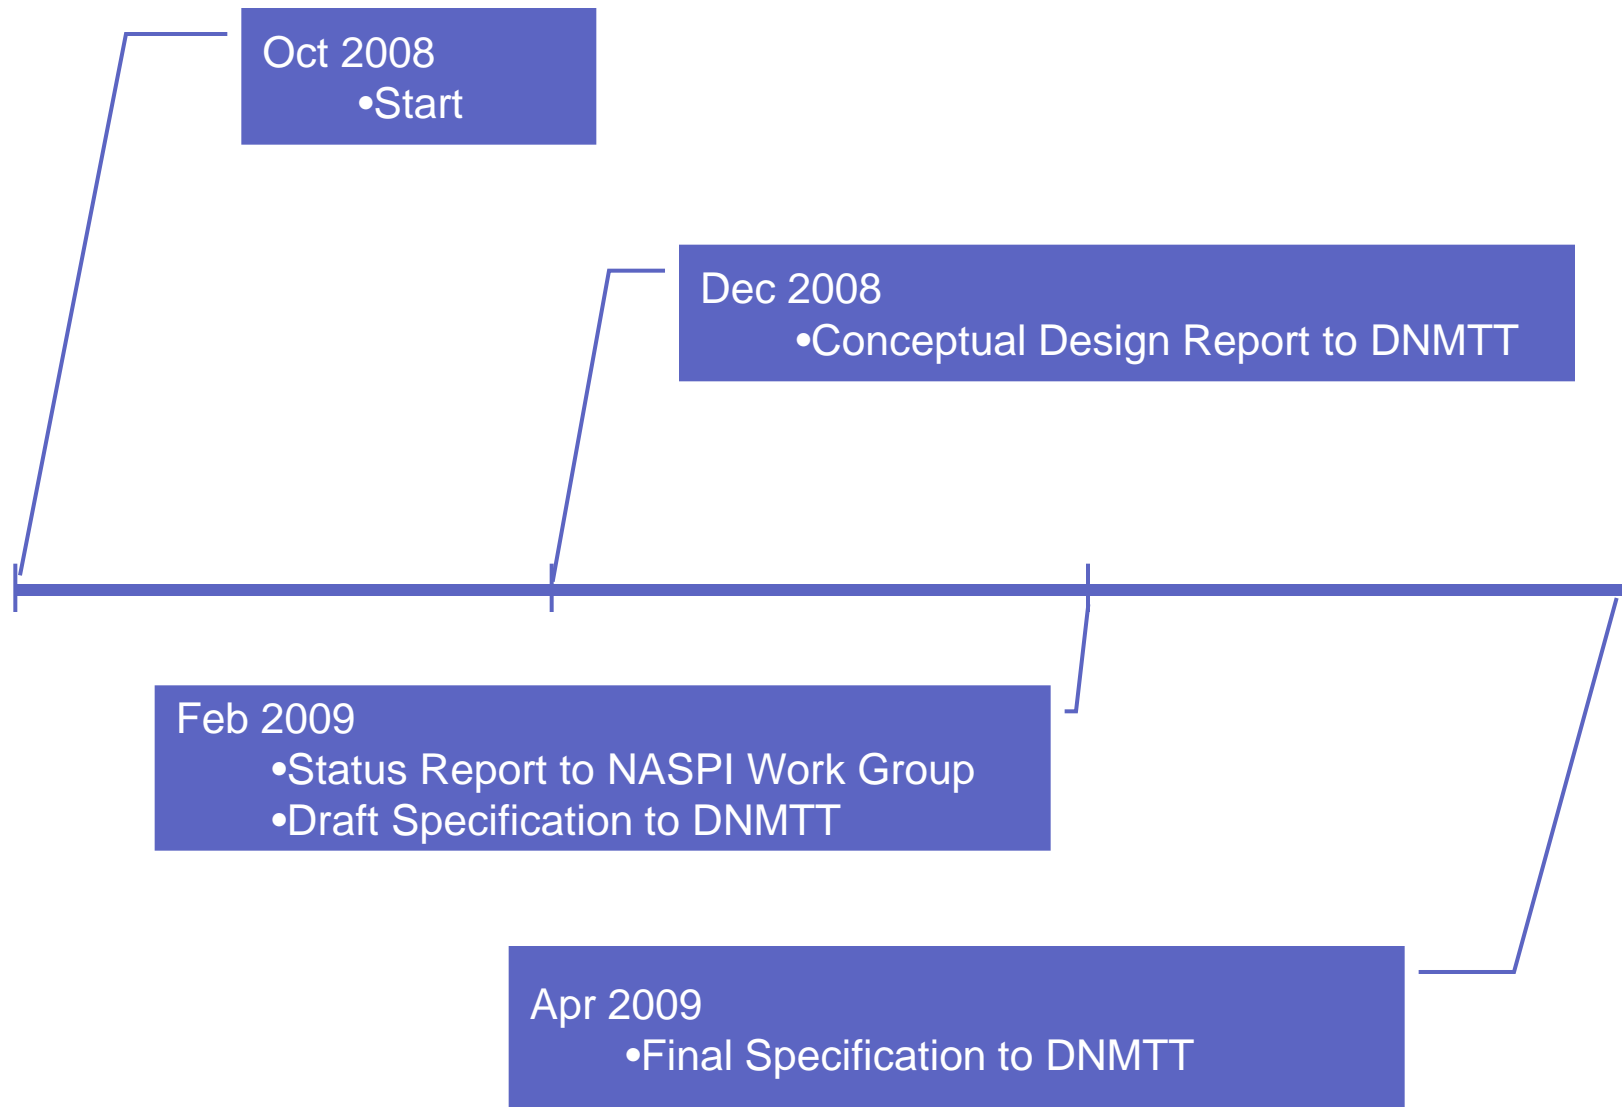 Oct 2008
•Start
Dec 2008
•Conceptual Design Report to DNMTT
Feb 2009
•Status Report to NASPI Work Group
•Draft Specification to DNMTT
Apr 2009
•Final Specification to DNMTT